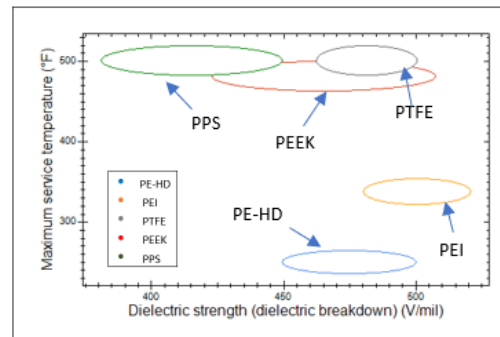 Maximum service temperature (°F)
500
400
300
PPS
PEEK
PTFE
PE-HD
PEI
PE-HD
PEI
PTFE
PEEK
PPS
400
450
500
Dielectric strength (dielectric breakdown) (V/mil)